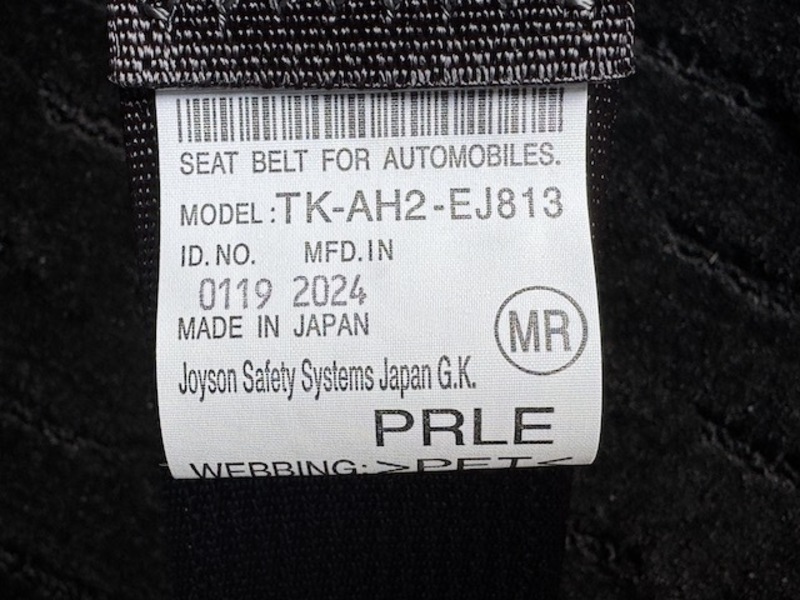 SEAT BELT FOR AUTOMOBILES.
MODEL:TK-AH2-EJ813
ID.NO. MFD.IN
0119 2024
MADE IN JAPAN
MR
Joyson Safety Systems Japan G.K.
PRLE
WEBBING:>PET<